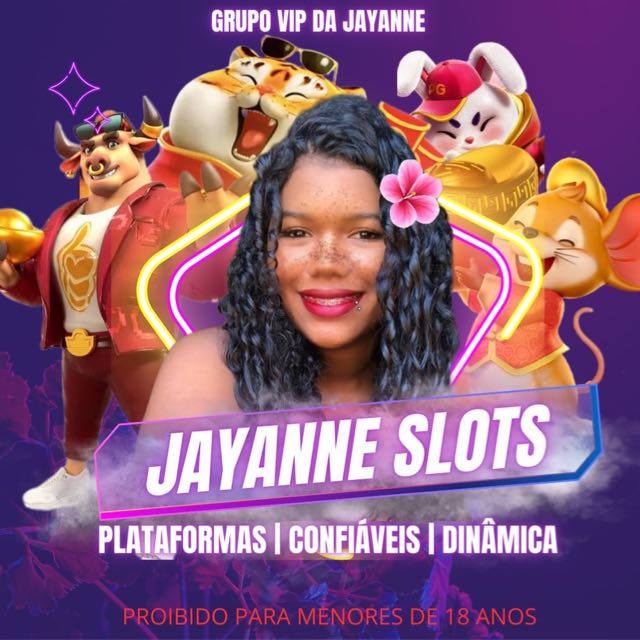 GRUPO VIP DA JAYANNE
PG
JAYANNE SLOTS
PLATAFORMAS | CONFIÁVEIS | DINÂMICA
PROIBIDO PARA MENORES DE 18 ANOS